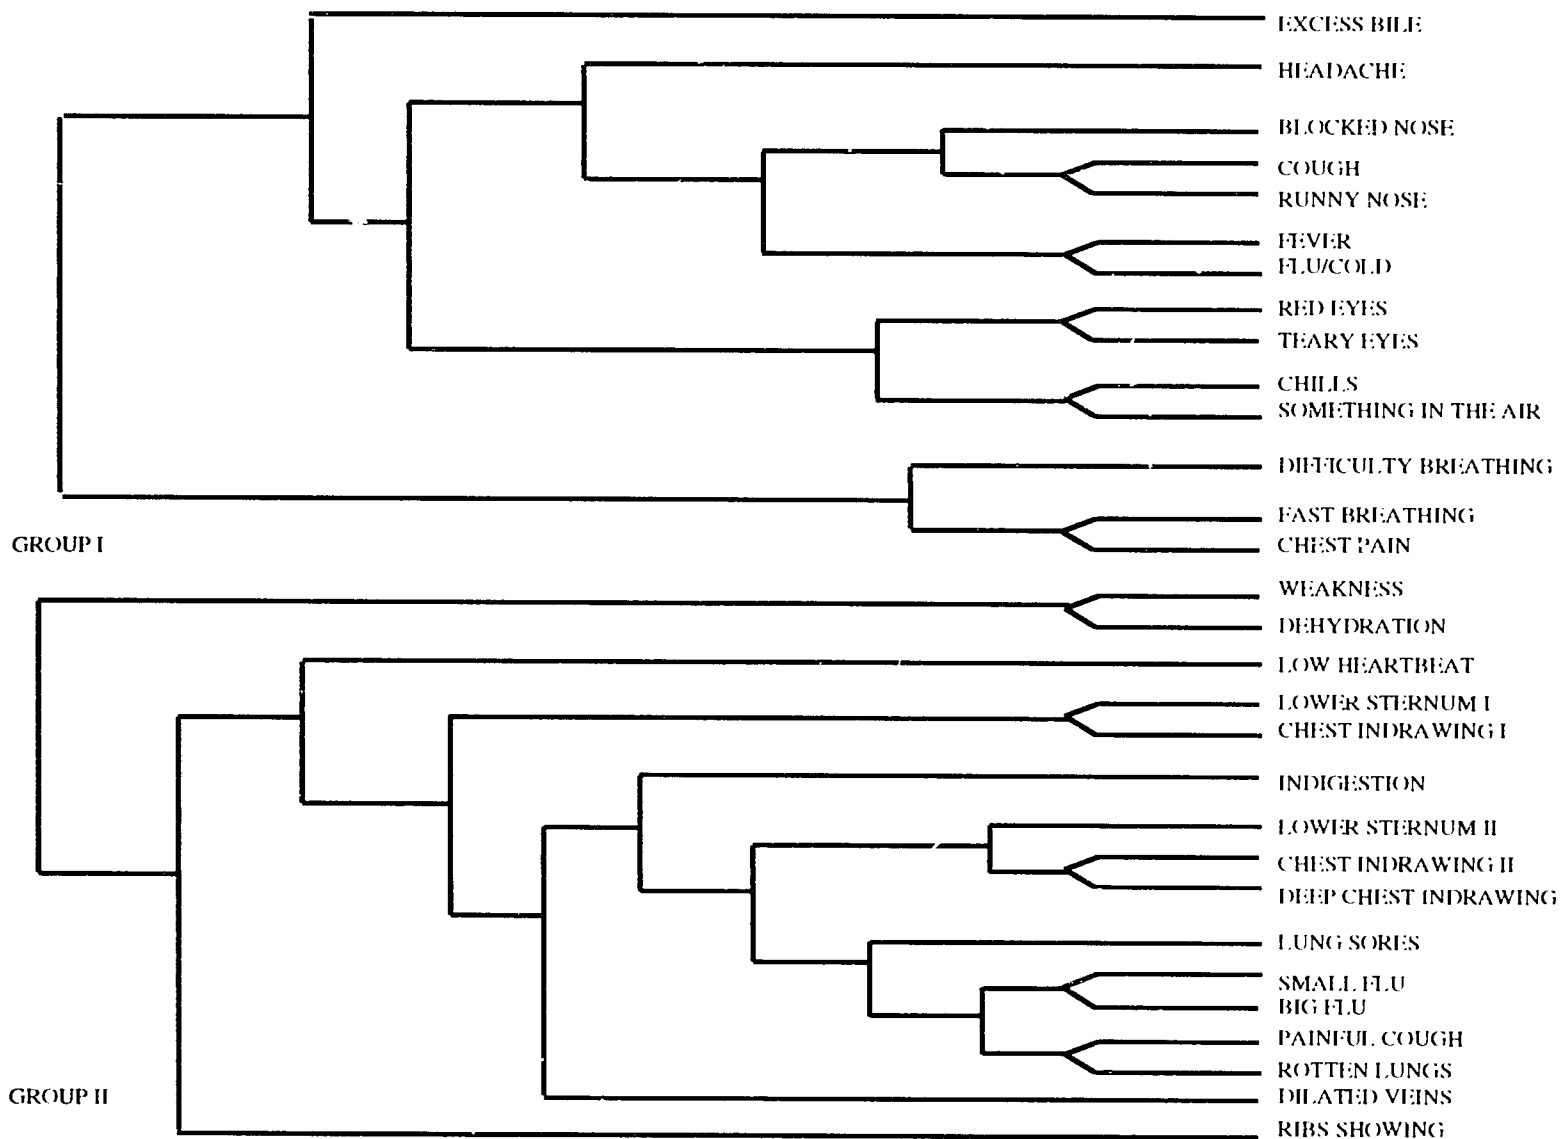 EXCESS BILE
HEADACHE
BLOCKED NOSE
COUGH
RUNNY NOSE
FEVER
FLU/COLD
RED EYES
TEARY EYES
CHILLS
SOMETHING IN THE AIR
DIFFICULTY BREATHING
FAST BREATHING
GROUP I
CHEST PAIN
WEAKNESS
DEHYDRATION
LOW HEARTBEAT
LOWER STERNUM I
CHEST INDRAWING I
INDIGESTION
LOWER STERNUM II
CHEST INDRAWING II
DEEP CHEST INDRAWING
LUNG SORES
SMALL FLU
BIG FLU
PAINFUL COUGH
ROTTEN LUNGS
GROUP II
DILATED VEINS
RIBS SHOWING